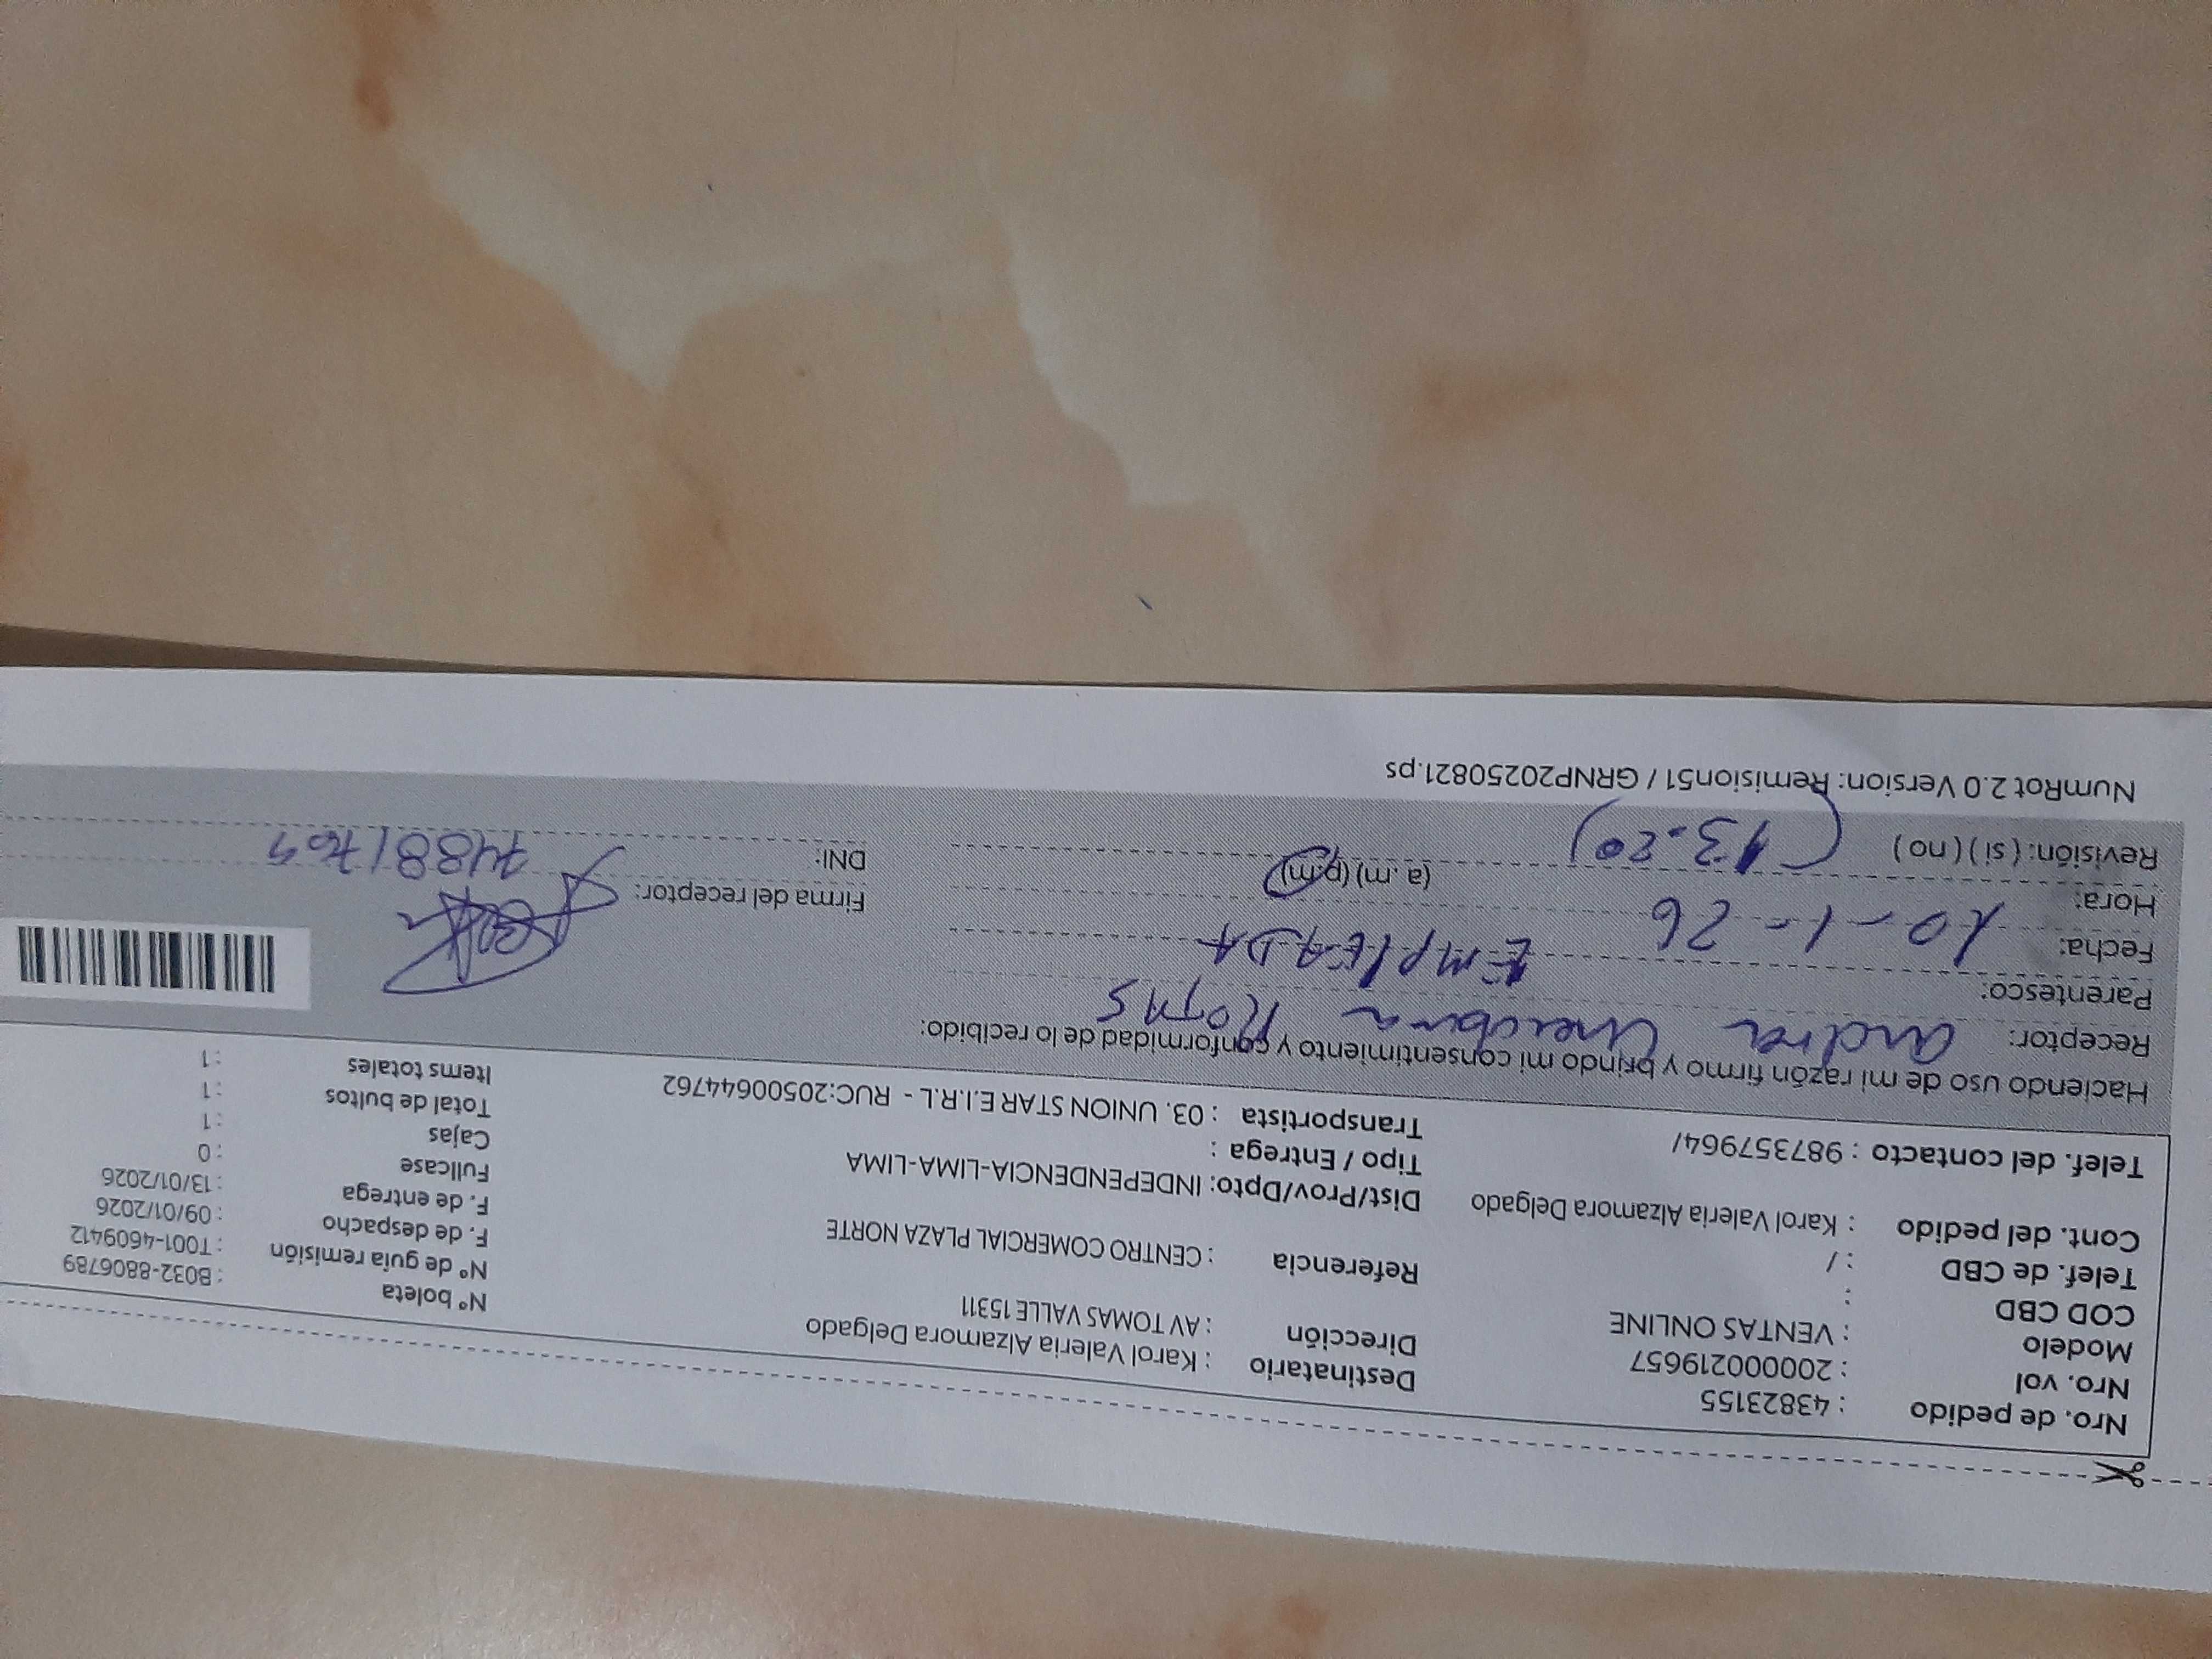 Nro. de pedido : 43823155
Nro. vol : 20000219657
Modelo : VENTAS ONLINE
COD CBD :
Telef. de CBD : /
Cont. del pedido : Karol Valeria Alzamora Delgado
Telef. del contacto : 987357964/
Destinatario : Karol Valeria Alzamora Delgado
Dirección : AV TOMAS VALLE 15311
Referencia : CENTRO COMERCIAL PLAZA NORTE
Dist/Prov/Dpto: INDEPENDENCIA-LIMA-LIMA
Tipo / Entrega :
Transportista : 03. UNION STAR E.I.R.L - RUC:20500644762
Nº boleta : B032-8806789
Nº de guía remisión : T001-4609412
F. de despacho : 09/01/2026
F. de entrega : 13/01/2026
Fullcase : 0
Cajas : 1
Total de bultos : 1
Items totales : 1
Haciendo uso de mi razón firmo y brindo mi consentimiento y conformidad de lo recibido:
Receptor: andrea
Parentesco: EMPLEADA
Fecha: 10-1-26
Hora: (a.m) (p.m)
Revisión: ( si ) ( no ) (13.20)
Firma del receptor:
DNI: 74881709
NumRot 2.0 Version: Remision51 / GRNP20250821.ps